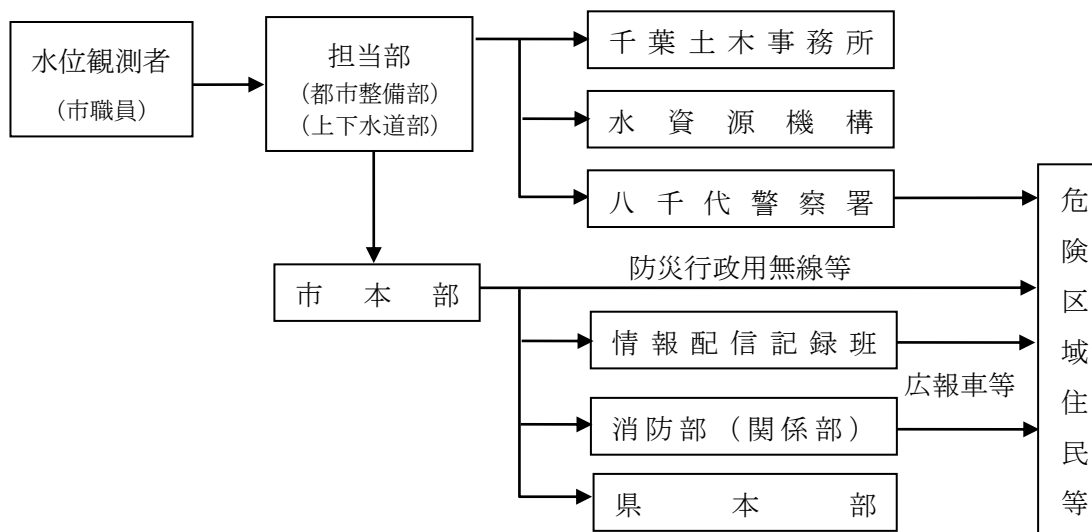 水位観測者
(市職員)
担当部
(都市整備部)
(上下水道部)
千葉土木事務所
水資源機構
八千代警察署
市本部
防災行政用無線等
情報配信記録班
広報車等
消防部(関係部)
県本部
危険区域住民等